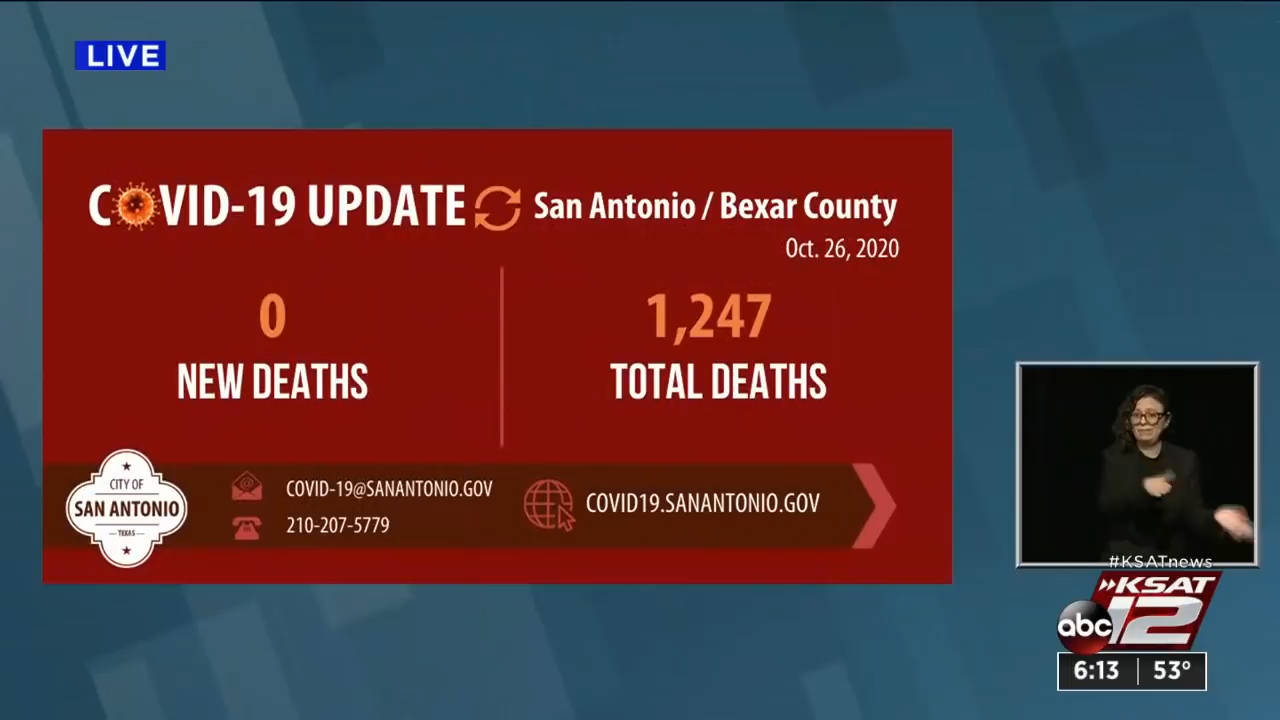 LIVE
COVID-19 UPDATE
San Antonio / Bexar County
Oct. 26, 2020
0
NEW DEATHS
1,247
TOTAL DEATHS
CITY OF
SAN ANTONIO
TEXAS
COVID-19@SANANTONIO.GOV
210-207-5779
COVID19.SANANTONIO.GOV
#KSATnews
KSAT
abc 12
6:13 53°